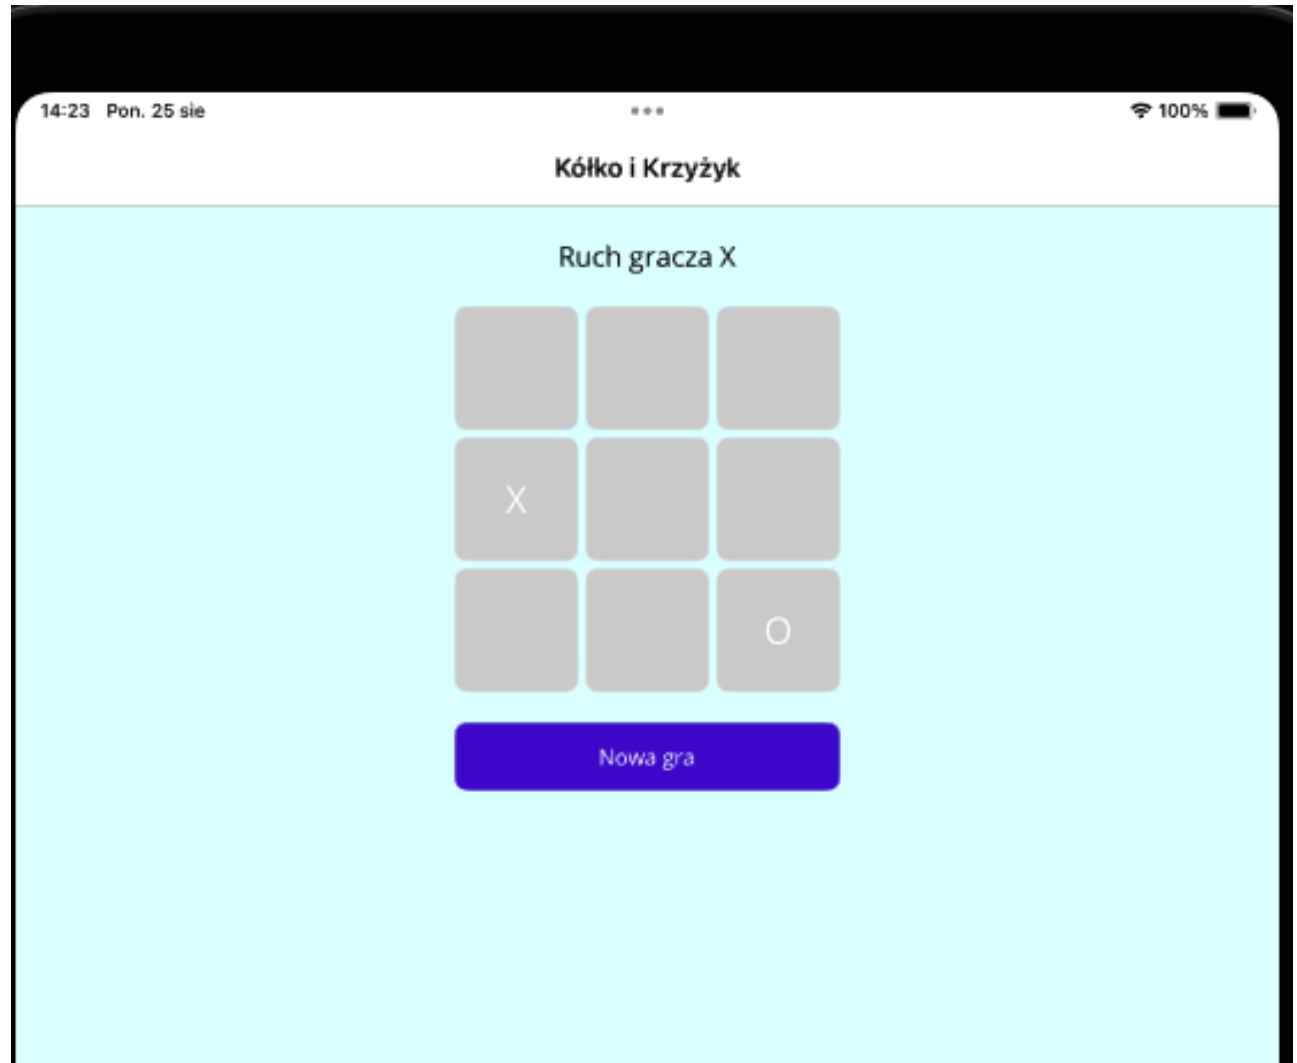 14:23 Pon. 25 sie 100%
Kółko i Krzyżyk
Ruch gracza X
X
O
Nowa gra